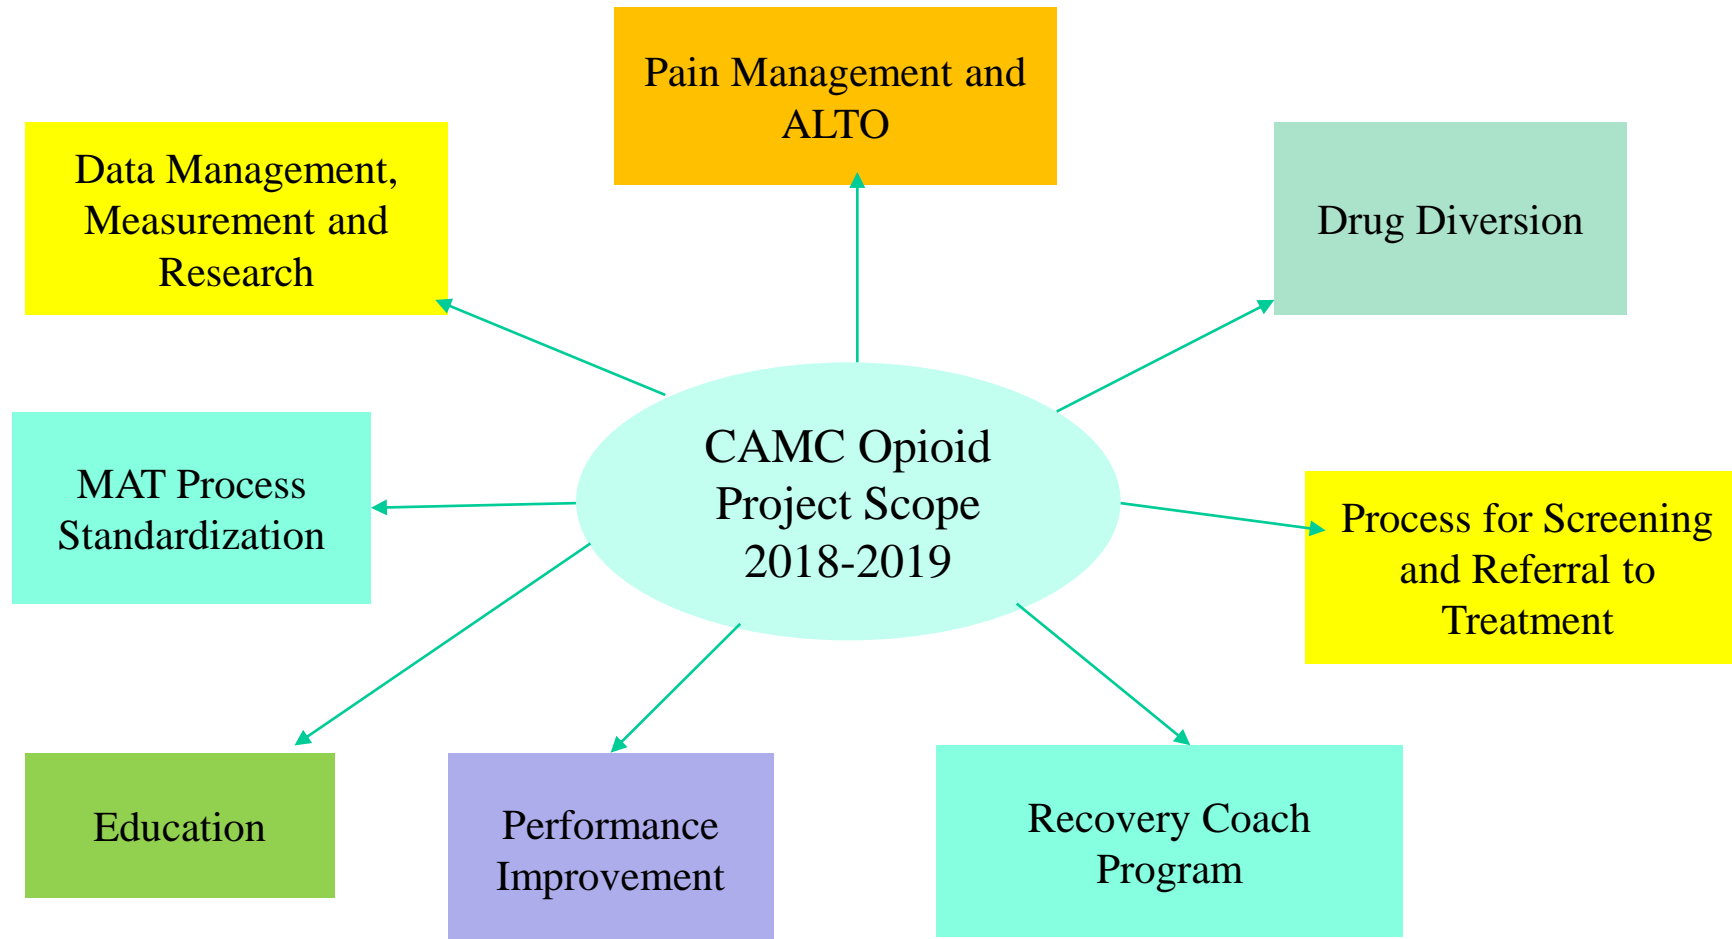 Pain Management and
ALTO
Data Management,
Measurement and
Research
Drug Diversion
CAMC Opioid
Project Scope
2018-2019
MAT Process
Standardization
Process for Screening
and Referral to
Treatment
Education
Performance
Improvement
Recovery Coach
Program